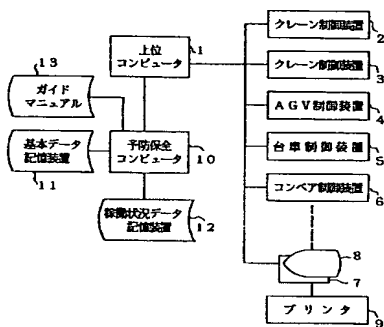 13
ガイド
マニュアル
上位
コンピュータ
1
クレーン制御装置
2
クレーン制御装置
3
AGV制御装置
4
基本データ
記憶装置
11
予防保全
コンピュータ
10
台車制御装置
5
コンベア制御装置
6
稼働状況データ
記憶装置
12
8
7
プリンタ
9